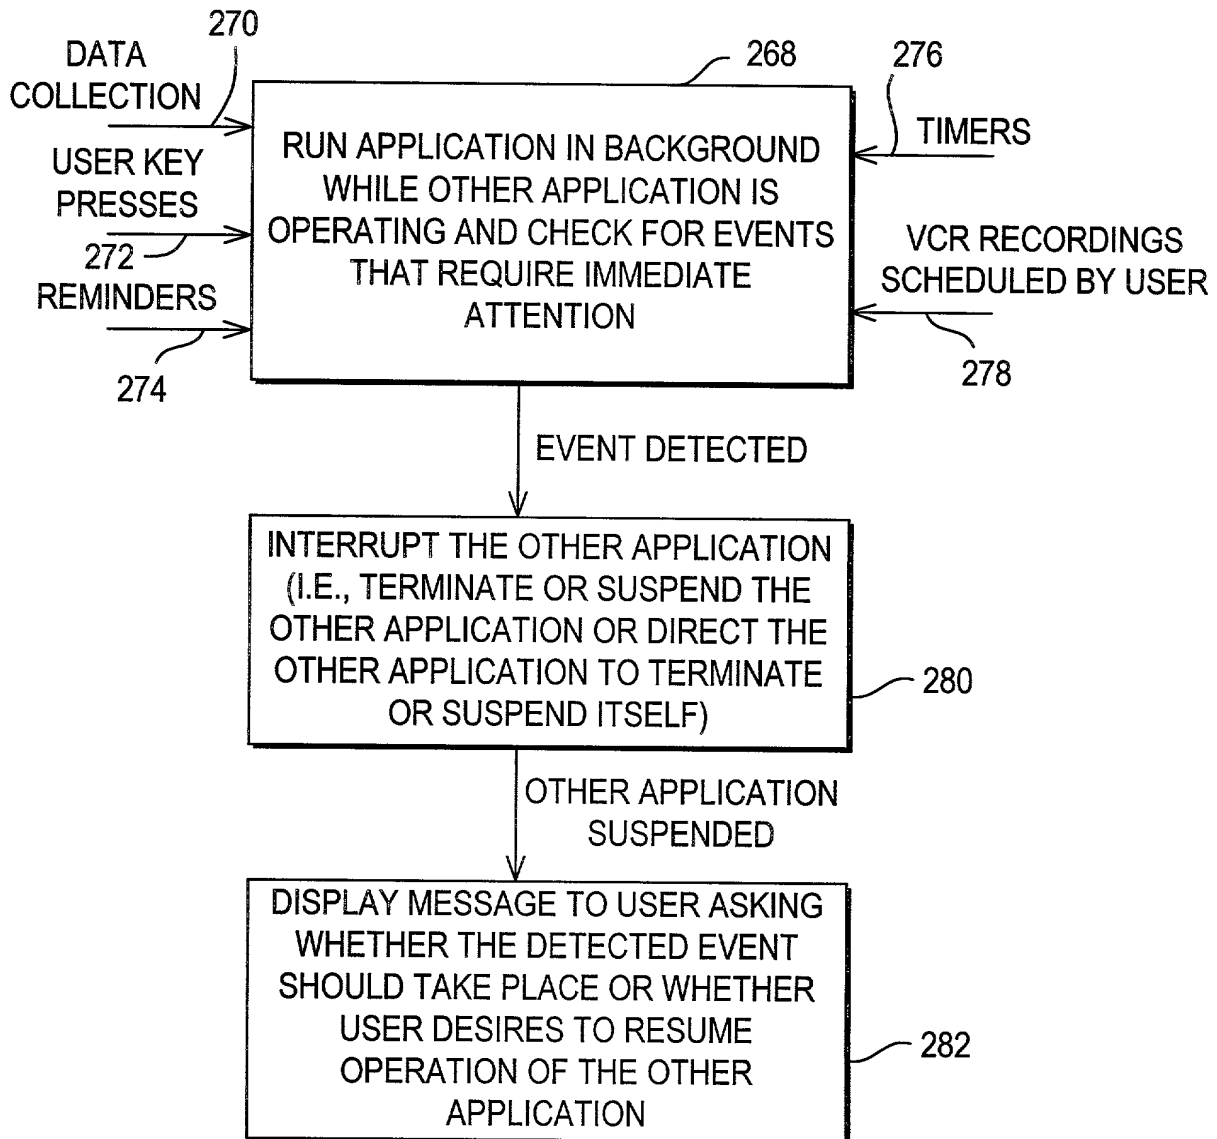 270
DATA
COLLECTION
USER KEY
PRESSES
272
REMINDERS
274
268
RUN APPLICATION IN BACKGROUND
WHILE OTHER APPLICATION IS
OPERATING AND CHECK FOR EVENTS
THAT REQUIRE IMMEDIATE
ATTENTION
276
TIMERS
VCR RECORDINGS
SCHEDULED BY USER
278
EVENT DETECTED
INTERRUPT THE OTHER APPLICATION
(I.E., TERMINATE OR SUSPEND THE
OTHER APPLICATION OR DIRECT THE
OTHER APPLICATION TO TERMINATE
OR SUSPEND ITSELF)
280
OTHER APPLICATION
SUSPENDED
DISPLAY MESSAGE TO USER ASKING
WHETHER THE DETECTED EVENT
SHOULD TAKE PLACE OR WHETHER
USER DESIRES TO RESUME
OPERATION OF THE OTHER
APPLICATION
282